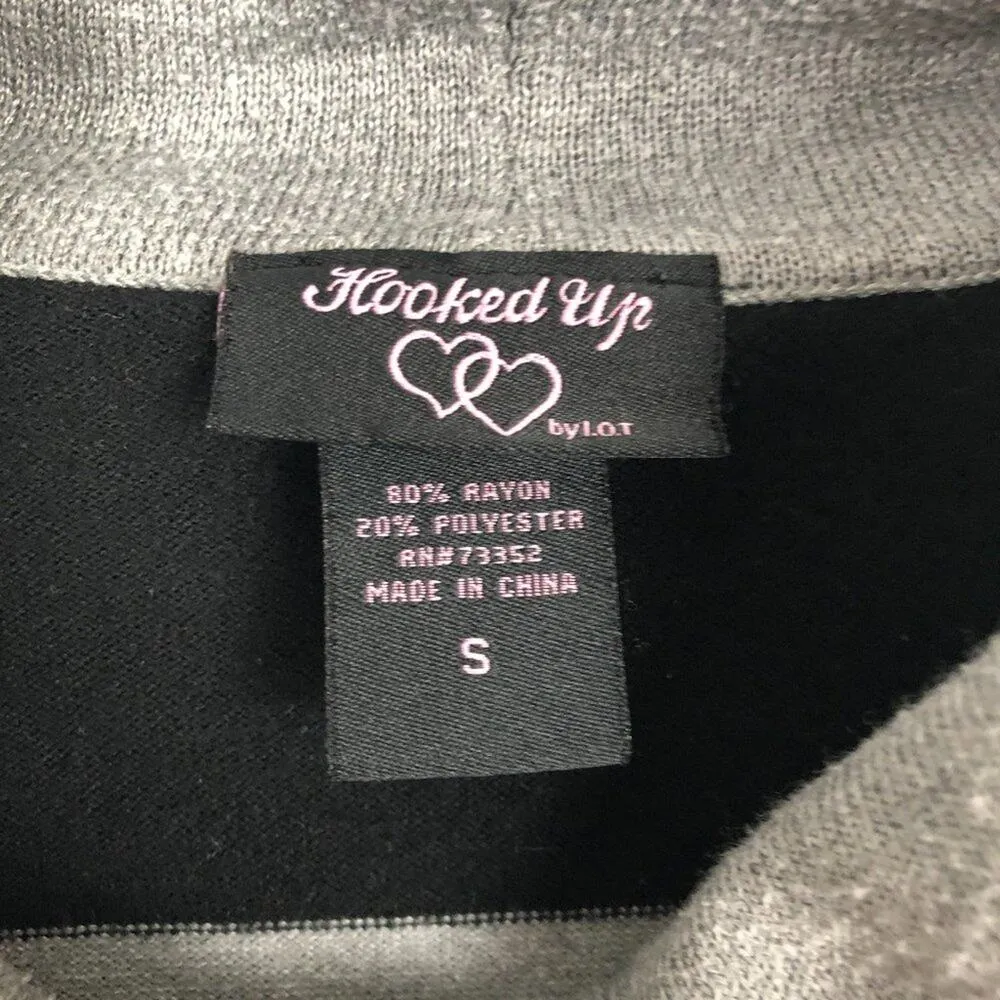 Hooked Up
by I.O.T
80% RAYON
20% POLYESTER
RN#73352
MADE IN CHINA
S